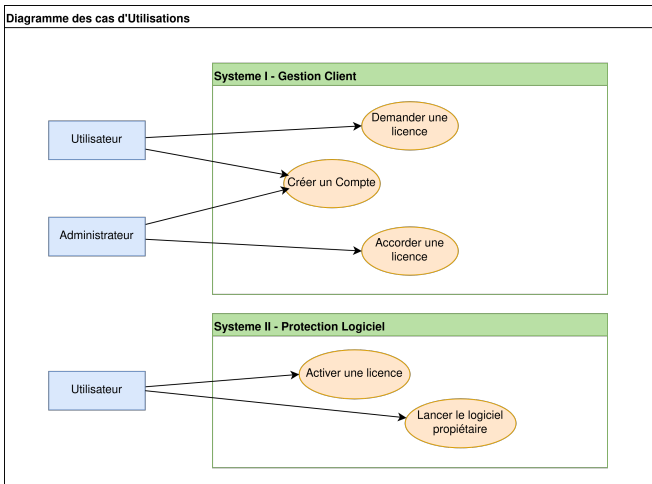 Diagramme des cas d'Utilisations
Systeme I - Gestion Client
Demander une
licence
Utilisateur
Créer un Compte
Administrateur
Accorder une
licence
Systeme II - Protection Logiciel
Activer une licence
Utilisateur
Lancer le logiciel
propiétaire